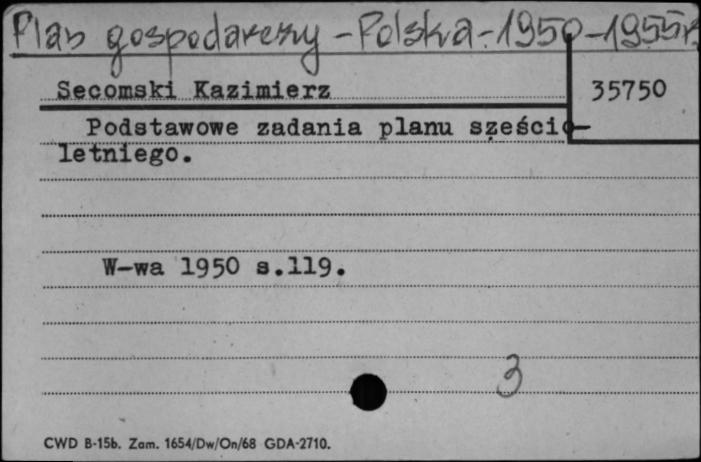 Plan gospodarczy - Polska - 1950 - 1955 r.
Secomski Kazimierz
35750
Podstawowe zadania planu sześcio-
letniego.
W-wa 1950 s.119.
3
CWD B-15b. Zam. 1654/Dw/On/68 GDA-2710.